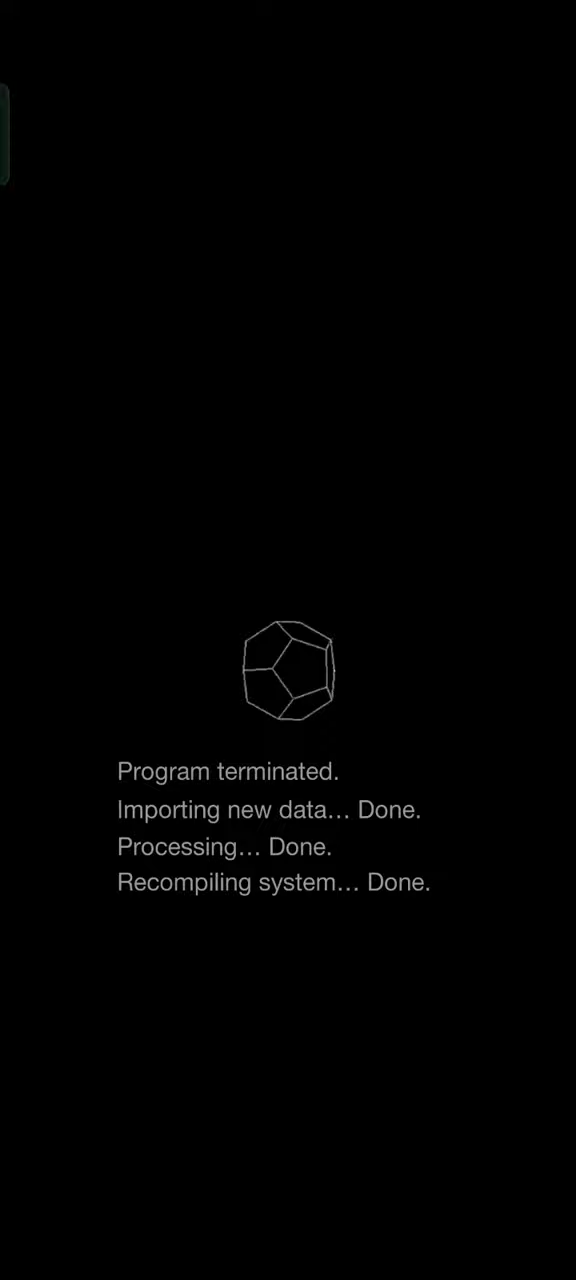 Program terminated.
Importing new data… Done.
Processing… Done.
Recompiling system… Done.